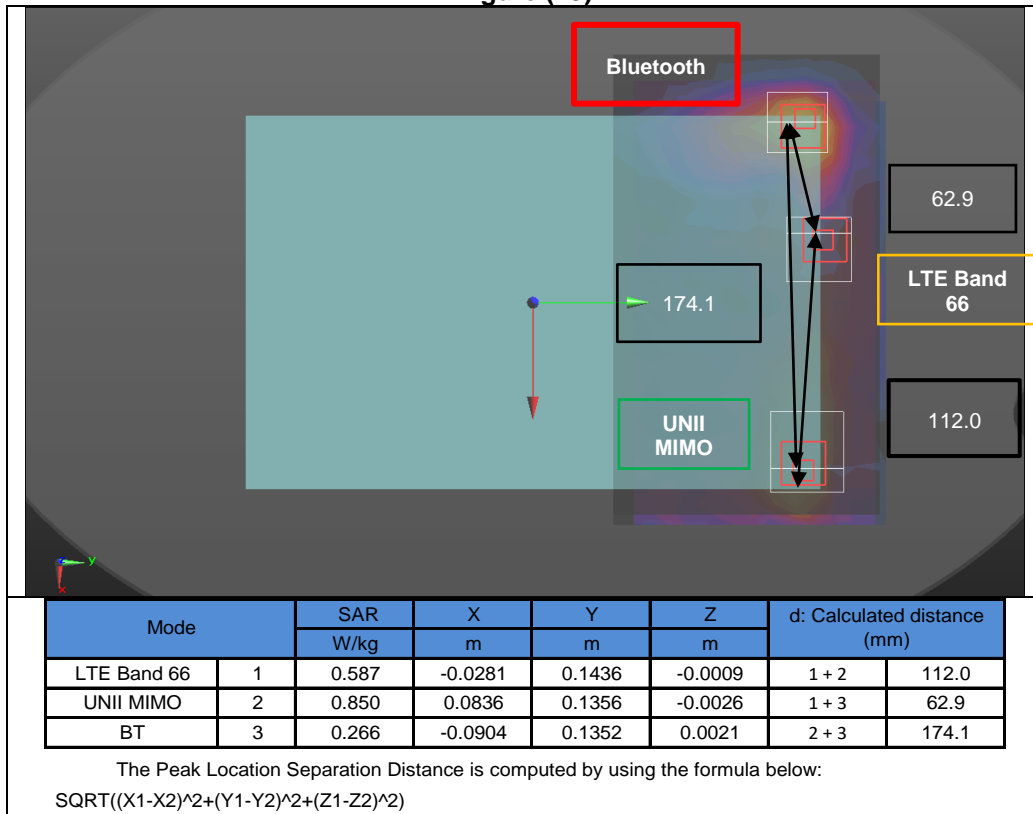 Bluetooth
62.9
LTE Band
66
174.1
UNII
MIMO
112.0
y
x
Mode SAR X Y Z d: Calculated distance
(mm)
W/kg m m m
LTE Band 66 1 0.587 -0.0281 0.1436 -0.0009 1 + 2 112.0
UNII MIMO 2 0.850 0.0836 0.1356 -0.0026 1 + 3 62.9
BT 3 0.266 -0.0904 0.1352 0.0021 2 + 3 174.1
The Peak Location Separation Distance is computed by using the formula below:
SQRT((X1-X2)^2+(Y1-Y2)^2+(Z1-Z2)^2)